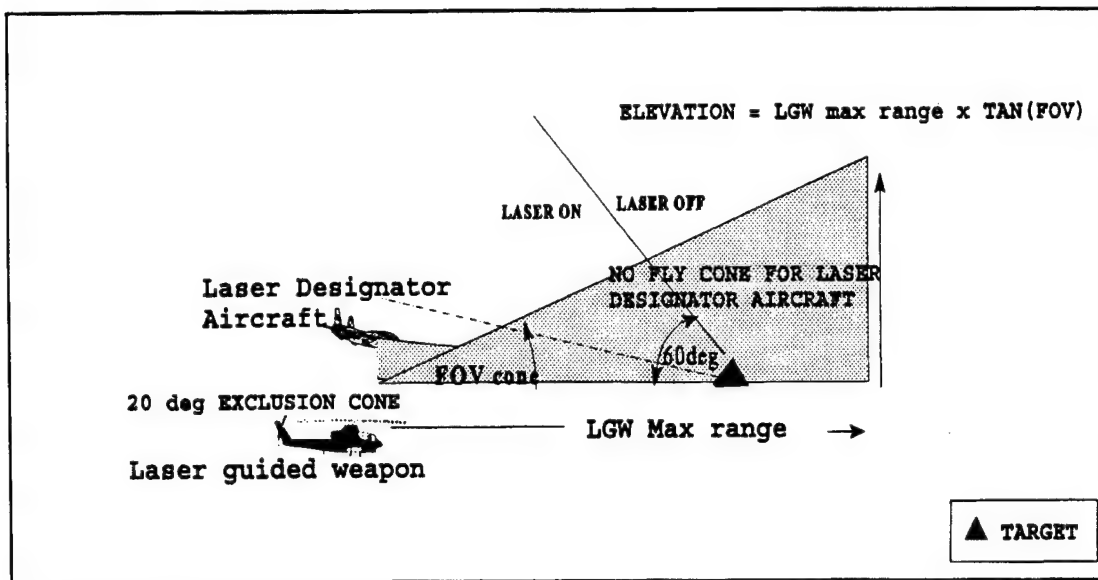 ELEVATION = LGW max range x TAN(FOV)
LASER ON
LASER OFF
NO FLY CONE FOR LASER
DESIGNATOR AIRCRAFT
Laser Designator
Aircraft
60deg
FOV cone
20 deg EXCLUSION CONE
LGW Max range
Laser guided weapon
TARGET